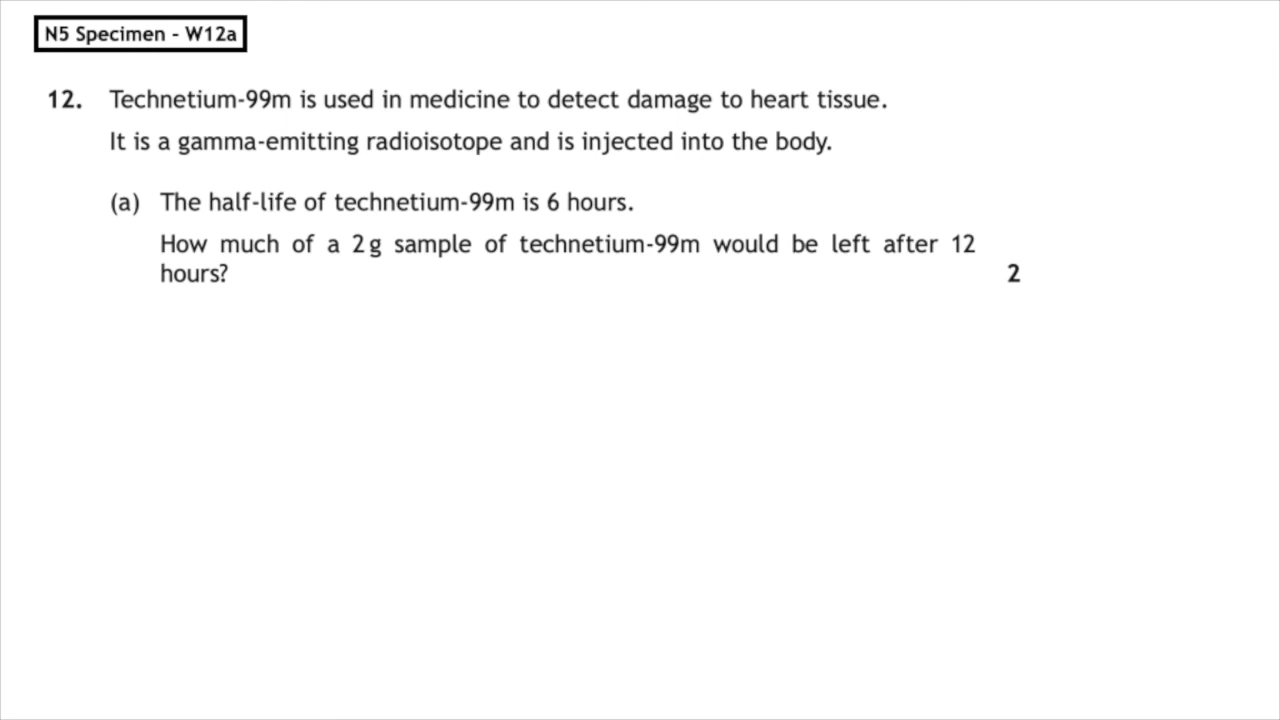 N5 Specimen - W12a
12. Technetium-99m is used in medicine to detect damage to heart tissue.
It is a gamma-emitting radioisotope and is injected into the body.
(a) The half-life of technetium-99m is 6 hours.
How much of a 2 g sample of technetium-99m would be left after 12
hours? 2